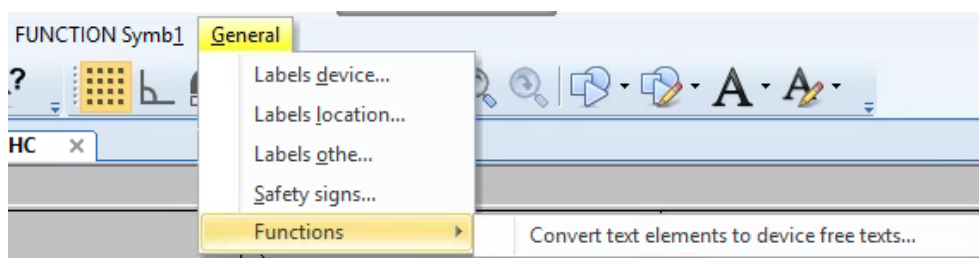 FUNCTION Symb1 General
?
A A
HC ×
Labels device...
Labels location...
Labels othe...
Safety signs...
Functions
Convert text elements to device free texts...